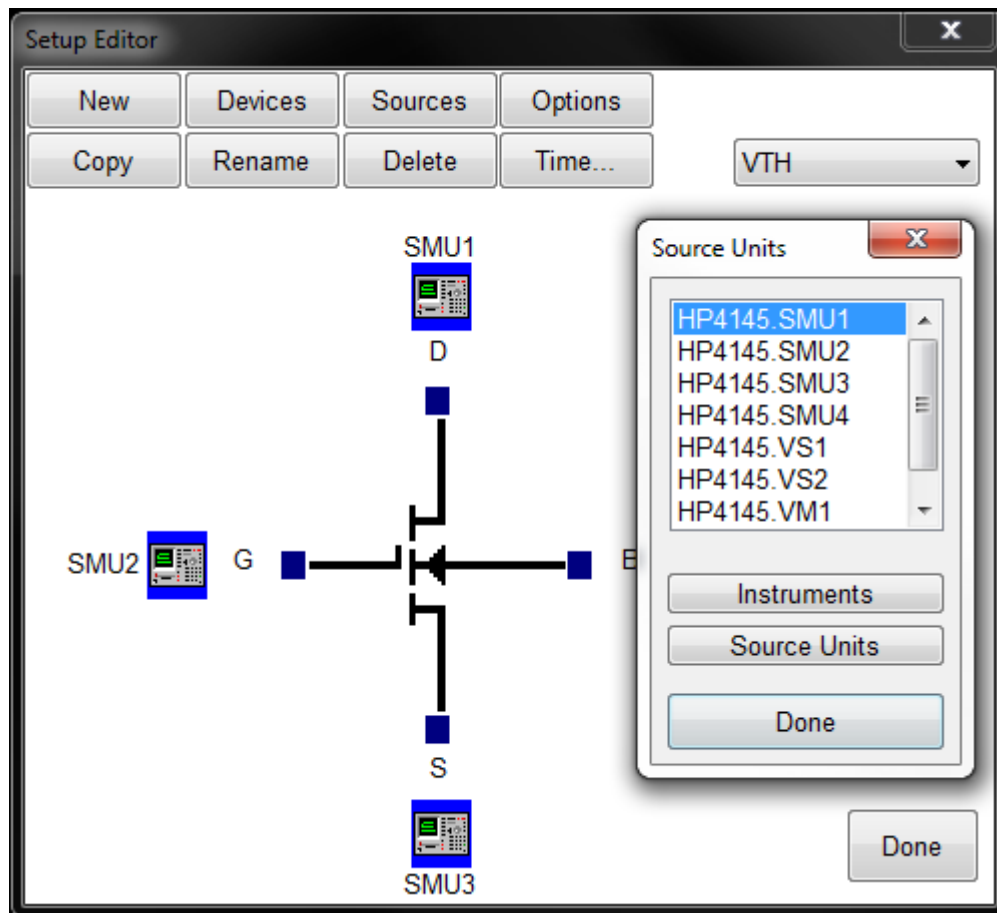 Setup Editor
x
New Devices Sources Options
Copy Rename Delete Time... VTH
SMU1
D
SMU2 G
S
SMU3
Source Units
x
HP4145.SMU1
HP4145.SMU2
HP4145.SMU3
HP4145.SMU4
HP4145.VS1
HP4145.VS2
HP4145.VM1
Instruments
Source Units
Done
Done